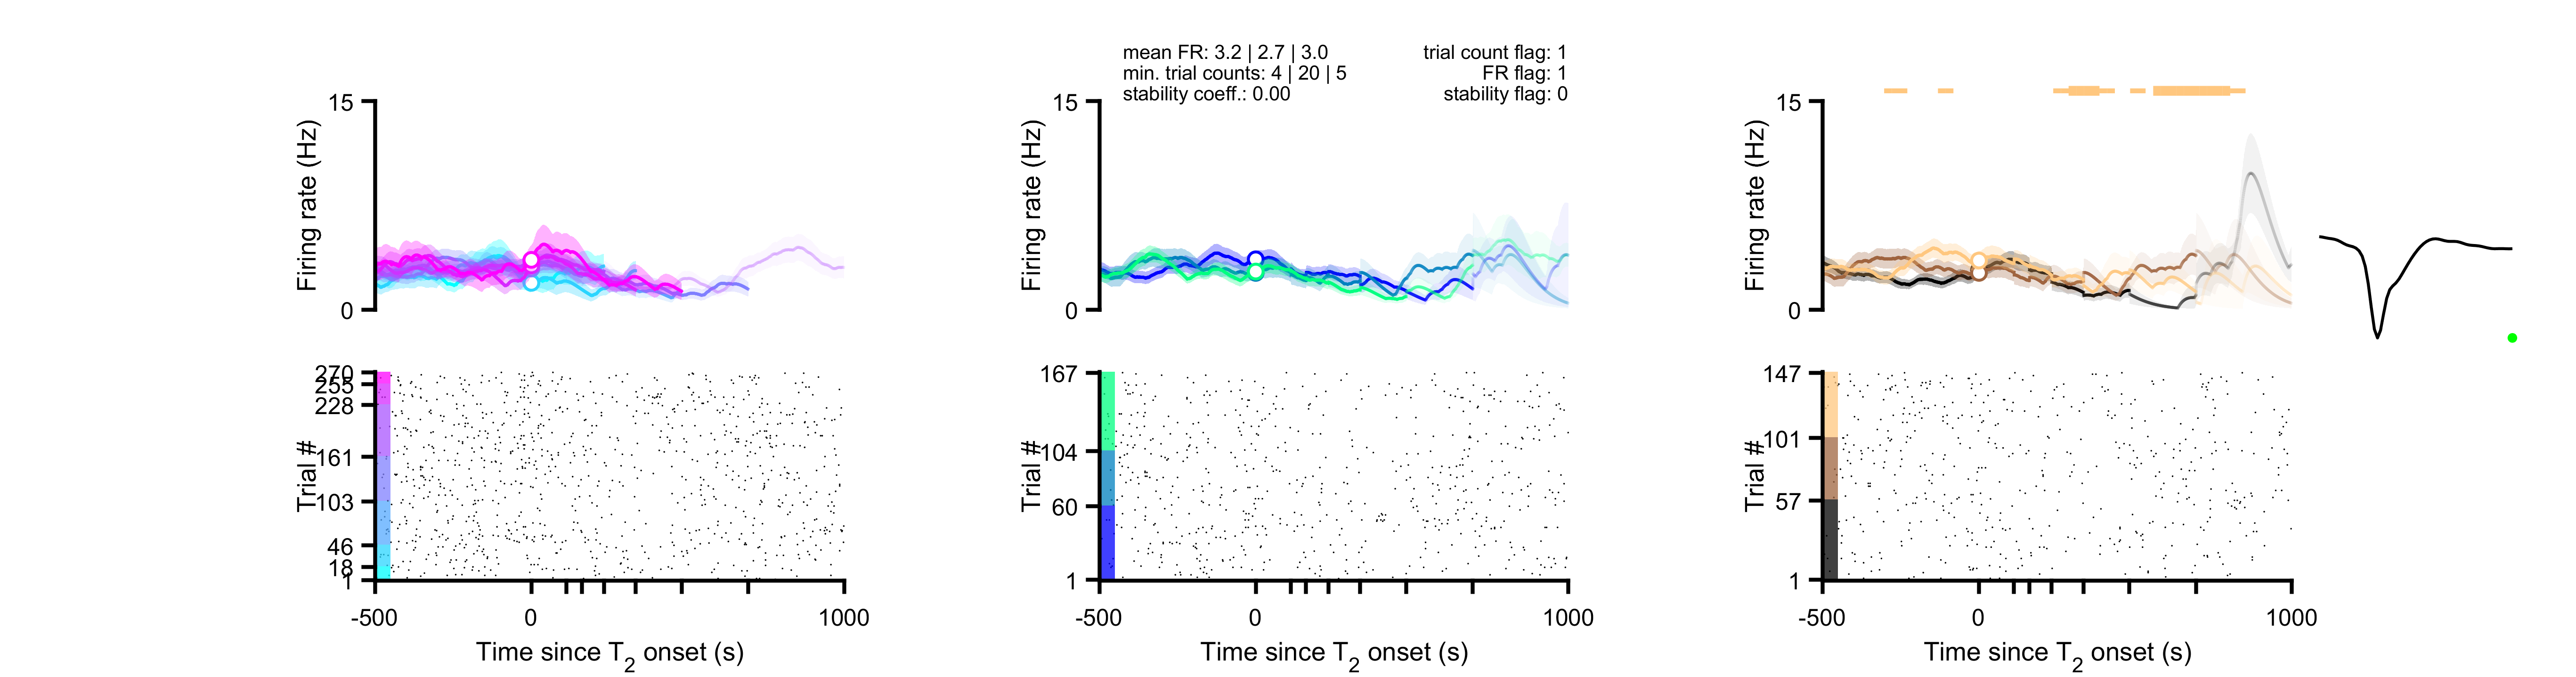 mean FR: 3.2 | 2.7 | 3.0
min. trial counts: 4 | 20 | 5
stability coeff.: 0.00
trial count flag: 1
FR flag: 1
stability flag: 0
15
0
Firing rate (Hz)
15
0
Firing rate (Hz)
15
0
Firing rate (Hz)
270
255
228
161
103
46
18
1
Trial #
-500
0
1000
Time since T2 onset (s)
167
104
60
1
Trial #
-500
0
1000
Time since T2 onset (s)
147
101
57
1
Trial #
-500
0
1000
Time since T2 onset (s)